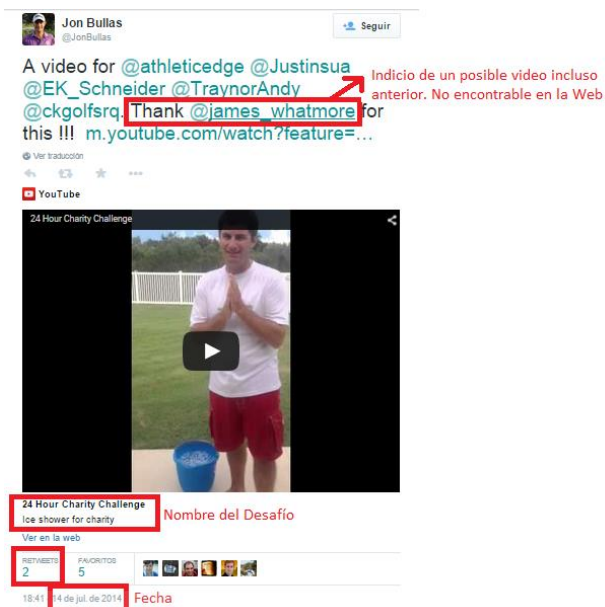 Jon Bullas
@JonBullas
Seguir
A video for @athleticedge @Justinsua
@EK_Schneider @TraynorAndy
@ckgolfsrq. Thank @james_whatmore for
this !!! m.youtube.com/watch?feature=…
Indicio de un posible video incluso
anterior. No encontrable en la Web
Ver traducción
YouTube
24 Hour Charity Challenge
24 Hour Charity Challenge
Ice shower for charity
Nombre del Desafío
Ver en la web
RETWEETS FAVORITOS
2 5
18:41 14 de jul. de 2014 Fecha